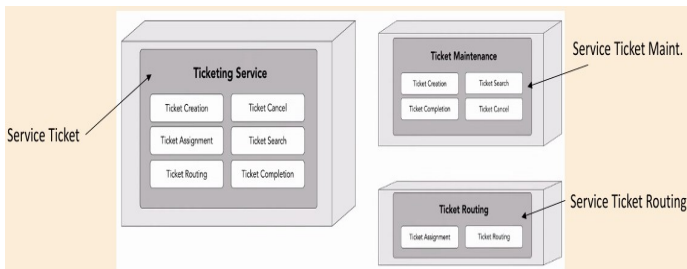 Service Ticket
Ticketing Service
Ticket Creation
Ticket Cancel
Ticket Assignment
Ticket Search
Ticket Routing
Ticket Completion
Ticket Maintenance
Ticket Creation
Ticket Search
Ticket Completion
Ticket Cancel
Service Ticket Maint.
Ticket Routing
Ticket Assignment
Ticket Routing
Service Ticket Routing